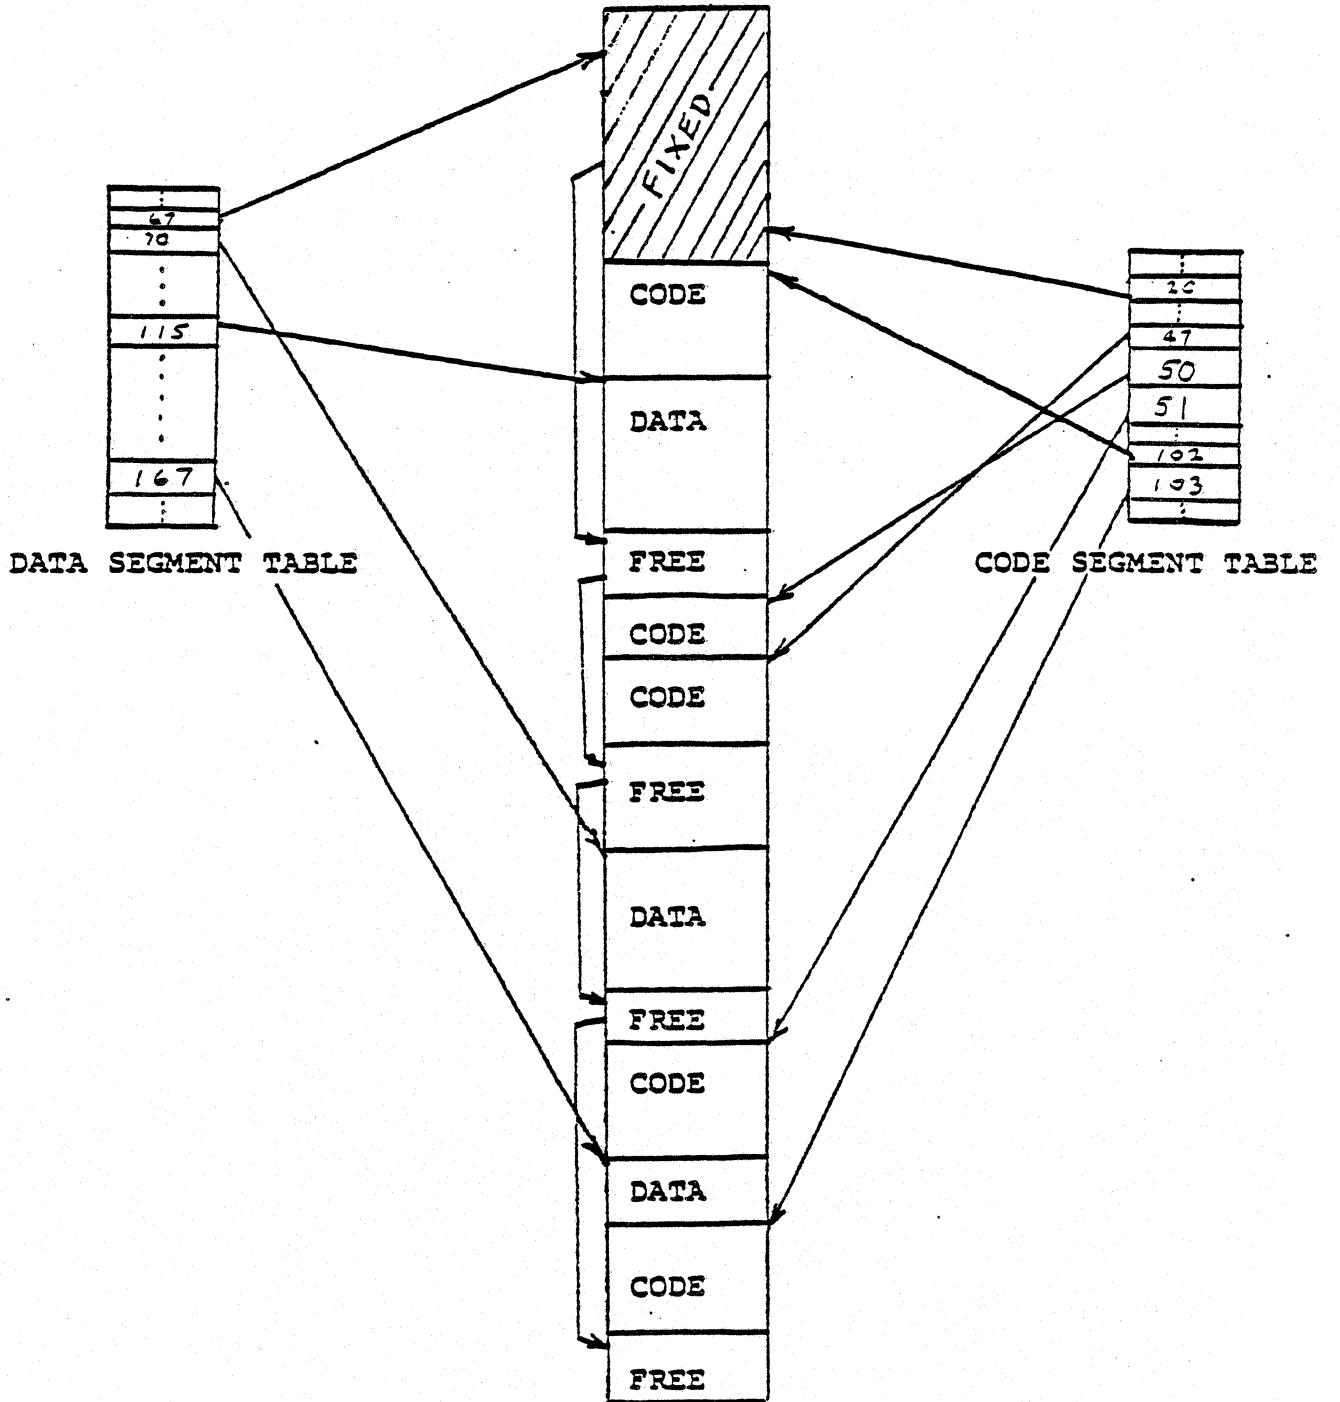 FIXED
67
70
115
167
DATA SEGMENT TABLE
CODE
DATA
FREE
CODE
CODE
FREE
DATA
FREE
CODE
DATA
CODE
FREE
20
47
50
51
102
103
CODE SEGMENT TABLE